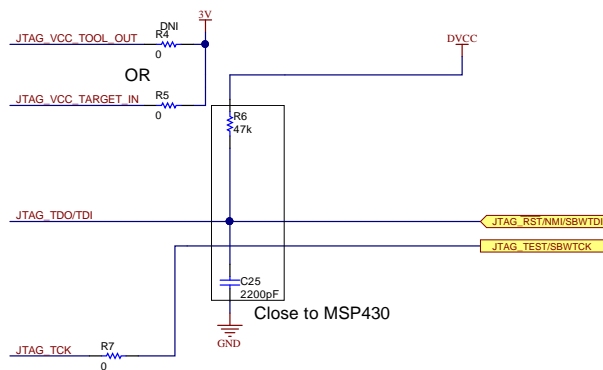 DNI
3V
R4
JTAG_VCC_TOOL_OUT
0
DVCC
OR
JTAG_VCC_TARGET_IN
R5
0
R6
47k
JTAG_TDO/TDI
JTAG_RST/NMI/SBWTDI
JTAG_TEST/SBWTCK
C25
2200pF
Close to MSP430
GND
JTAG_TCK
R7
0